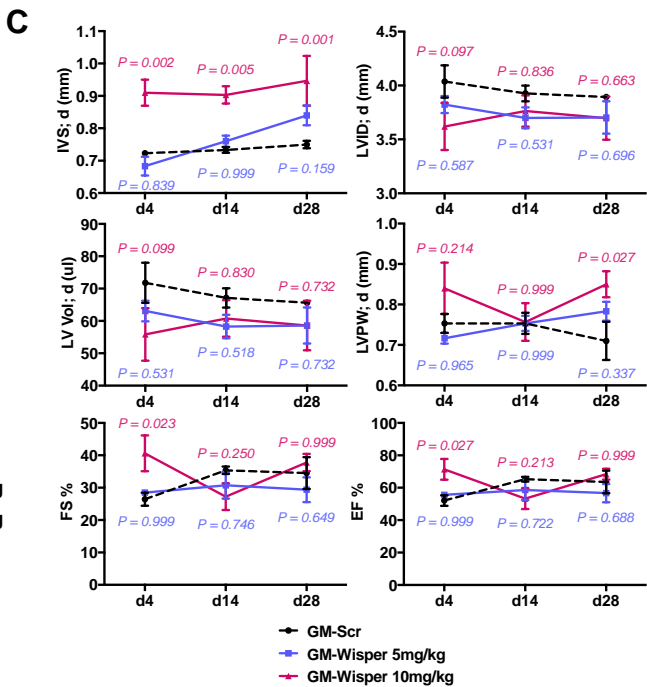 C
IVS; d (mm)
1.1
1.0
0.9
0.8
0.7
0.6
P = 0.002
P = 0.005
P = 0.001
P = 0.839
P = 0.999
P = 0.159
d4
d14
d28
LVID; d (mm)
4.5
4.0
3.5
3.0
P = 0.097
P = 0.836
P = 0.663
P = 0.587
P = 0.531
P = 0.696
d4
d14
d28
LV Vol; d (ul)
90
80
70
60
50
40
P = 0.099
P = 0.830
P = 0.732
P = 0.531
P = 0.518
P = 0.732
d4
d14
d28
LVPW; d (mm)
1.0
0.9
0.8
0.7
0.6
P = 0.214
P = 0.999
P = 0.027
P = 0.965
P = 0.999
P = 0.337
d4
d14
d28
FS %
50
40
30
20
10
0
P = 0.023
P = 0.250
P = 0.999
P = 0.999
P = 0.746
P = 0.649
d4
d14
d28
EF %
100
80
60
40
20
0
P = 0.027
P = 0.213
P = 0.999
P = 0.999
P = 0.722
P = 0.688
d4
d14
d28
g
g
GM-Scr
GM-Wisper 5mg/kg
GM-Wisper 10mg/kg